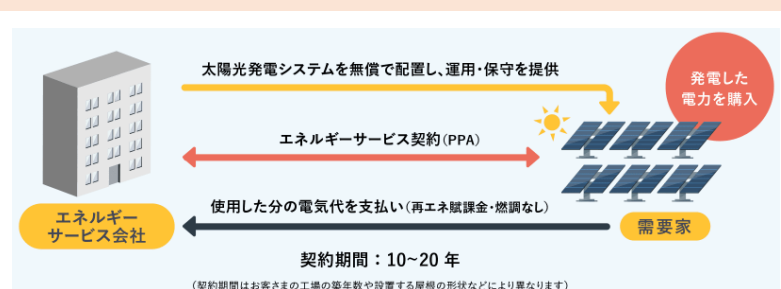 太陽光発電システムを無償で配置し、運用・保守を提供
発電した
電力を購入
エネルギーサービス契約(PPA)
使用した分の電気代を支払い(再エネ賦課金・燃調なし)
エネルギー
サービス会社
需要家
契約期間：10~20 年
(契約期間はお客さまの工場の築年数や設置する屋根の形状などにより異なります)